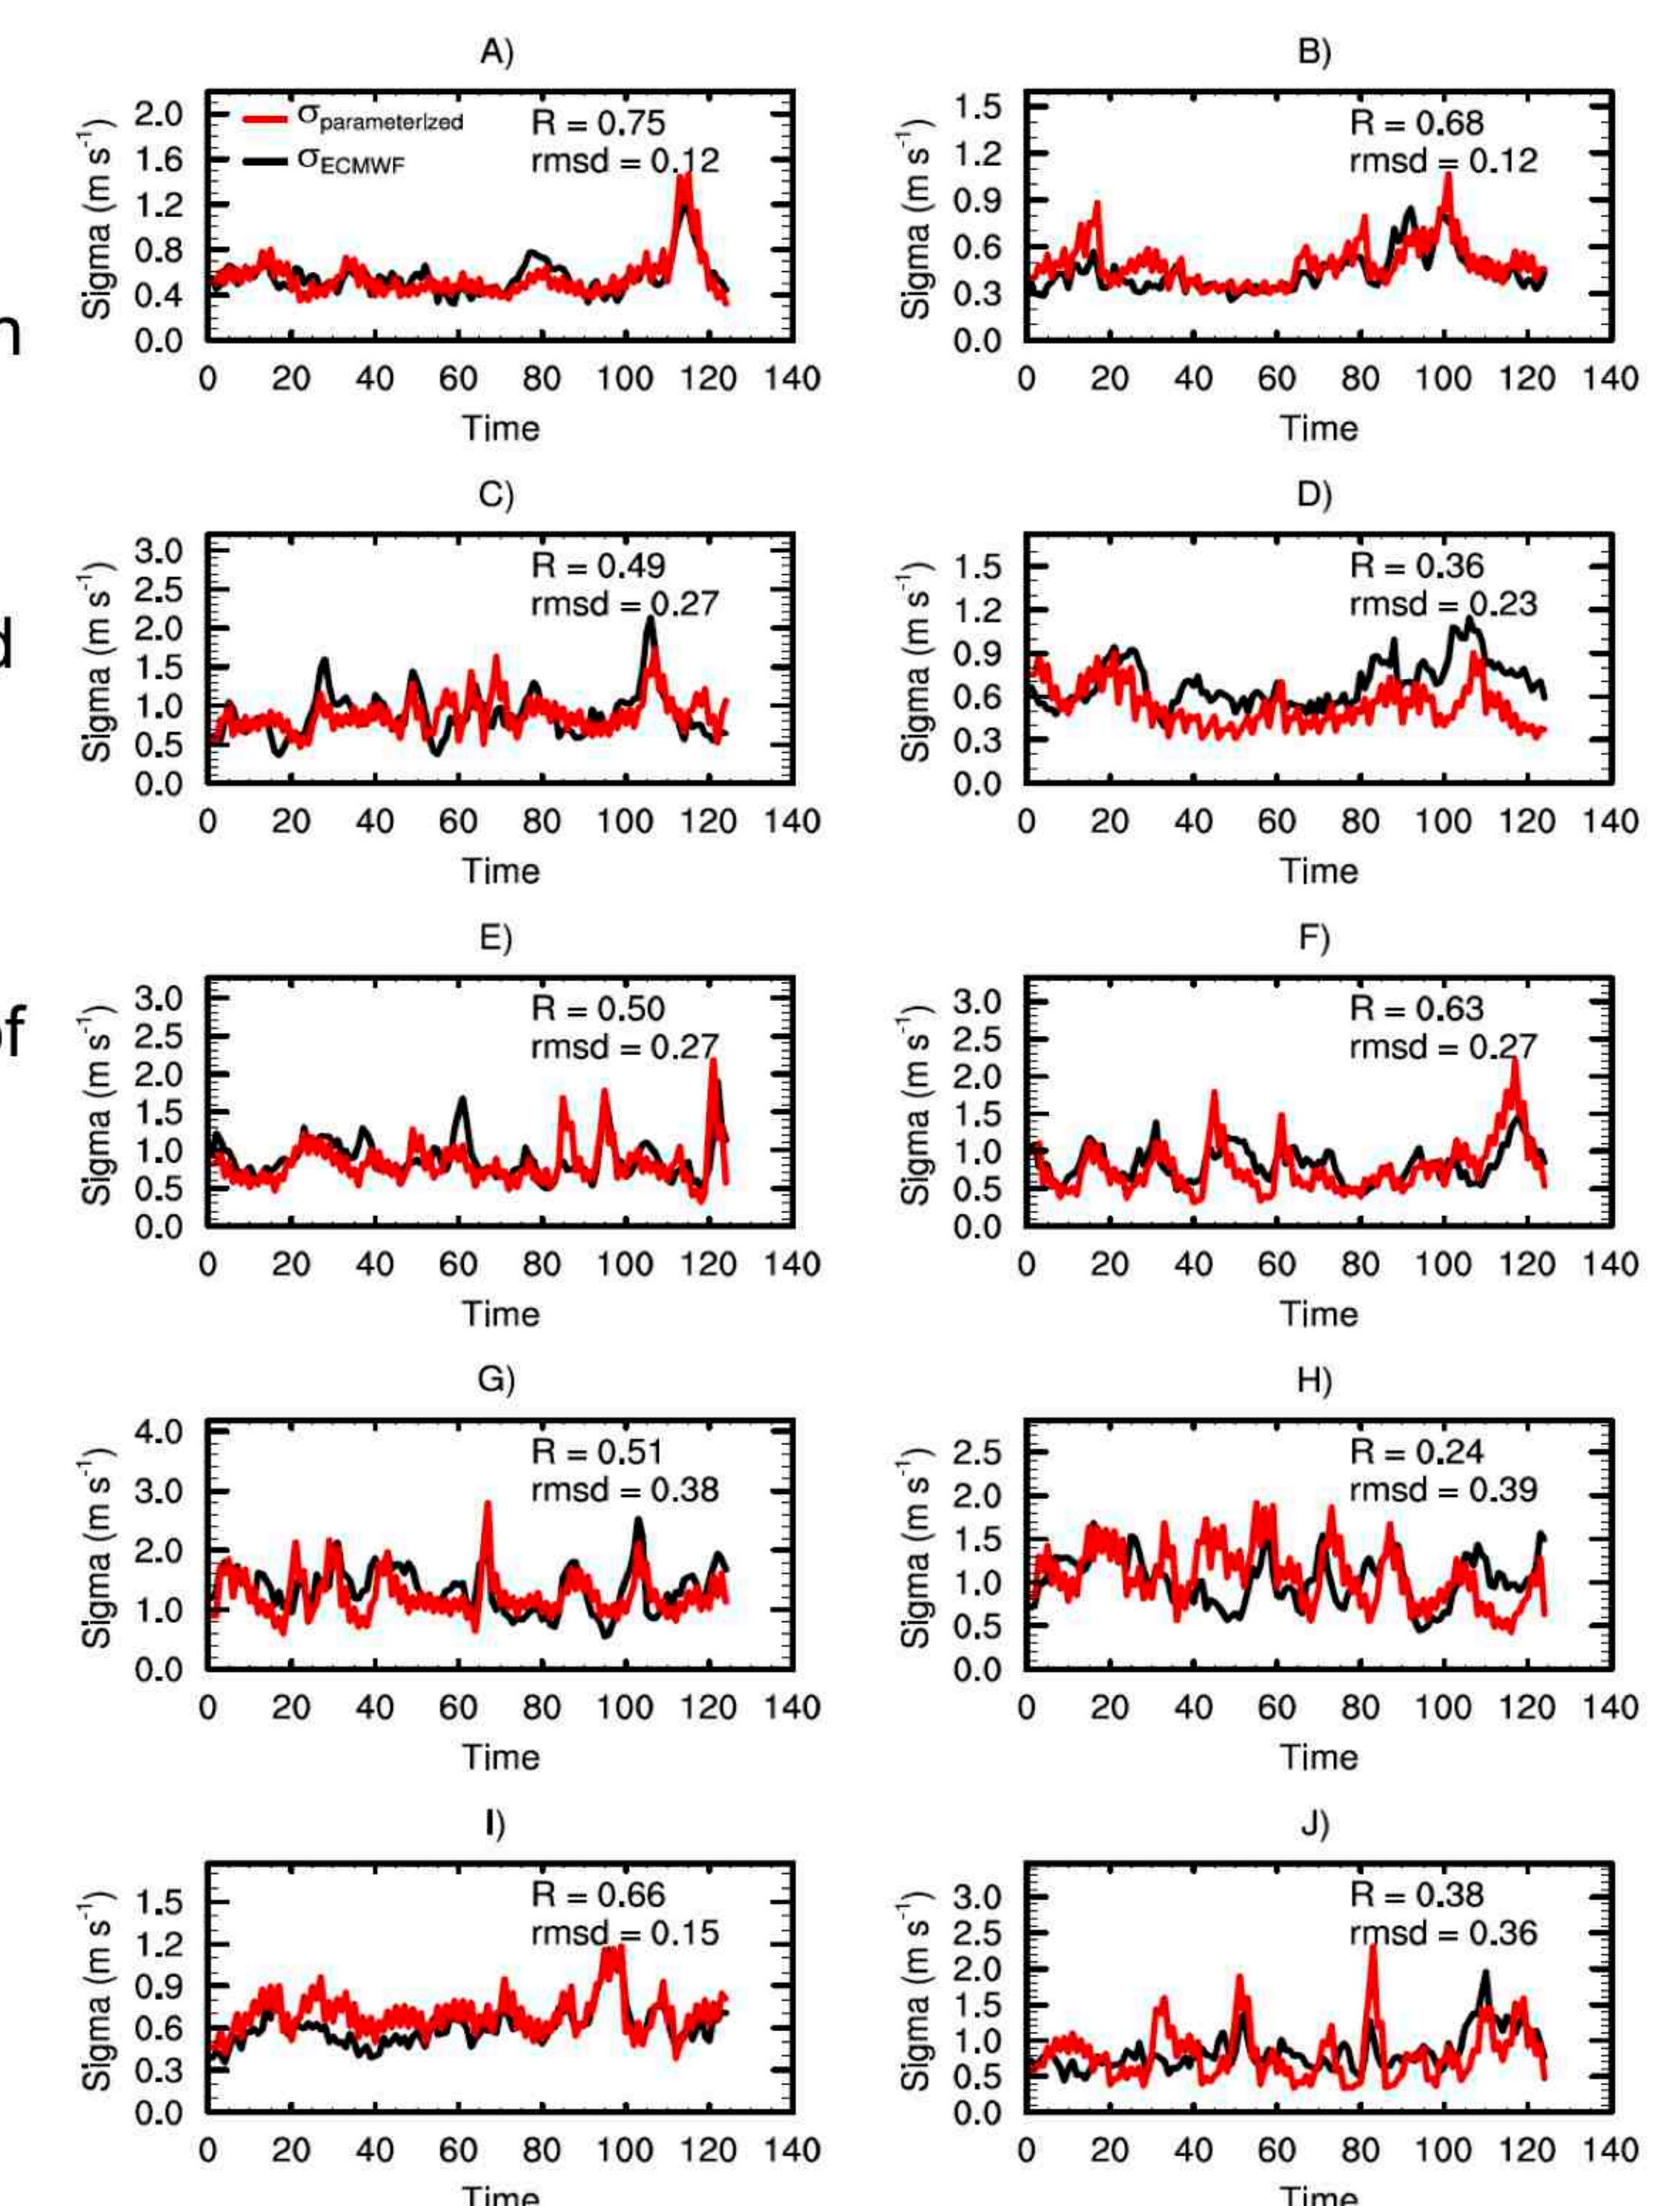 A)
2.0
1.6
1.2
0.8
0.4
0.0
Sigma (m s⁻¹)
σparameterized
σECMWF
R = 0.75
rmsd = 0.12
0 20 40 60 80 100 120 140
Time
B)
1.5
1.2
0.9
0.6
0.3
0.0
Sigma (m s⁻¹)
R = 0.68
rmsd = 0.12
0 20 40 60 80 100 120 140
Time
C)
3.0
2.5
2.0
1.5
1.0
0.5
0.0
Sigma (m s⁻¹)
R = 0.49
rmsd = 0.27
0 20 40 60 80 100 120 140
Time
D)
1.5
1.2
0.9
0.6
0.3
0.0
Sigma (m s⁻¹)
R = 0.36
rmsd = 0.23
0 20 40 60 80 100 120 140
Time
E)
3.0
2.5
2.0
1.5
1.0
0.5
0.0
Sigma (m s⁻¹)
R = 0.50
rmsd = 0.27
0 20 40 60 80 100 120 140
Time
F)
3.0
2.5
2.0
1.5
1.0
0.5
0.0
Sigma (m s⁻¹)
R = 0.63
rmsd = 0.27
0 20 40 60 80 100 120 140
Time
G)
4.0
3.0
2.0
1.0
0.0
Sigma (m s⁻¹)
R = 0.51
rmsd = 0.38
0 20 40 60 80 100 120 140
Time
H)
2.5
2.0
1.5
1.0
0.5
0.0
Sigma (m s⁻¹)
R = 0.24
rmsd = 0.39
0 20 40 60 80 100 120 140
Time
I)
1.5
1.2
0.9
0.6
0.3
0.0
Sigma (m s⁻¹)
R = 0.66
rmsd = 0.15
0 20 40 60 80 100 120 140
Time
J)
3.0
2.5
2.0
1.5
1.0
0.5
0.0
Sigma (m s⁻¹)
R = 0.38
rmsd = 0.36
0 20 40 60 80 100 120 140
Time